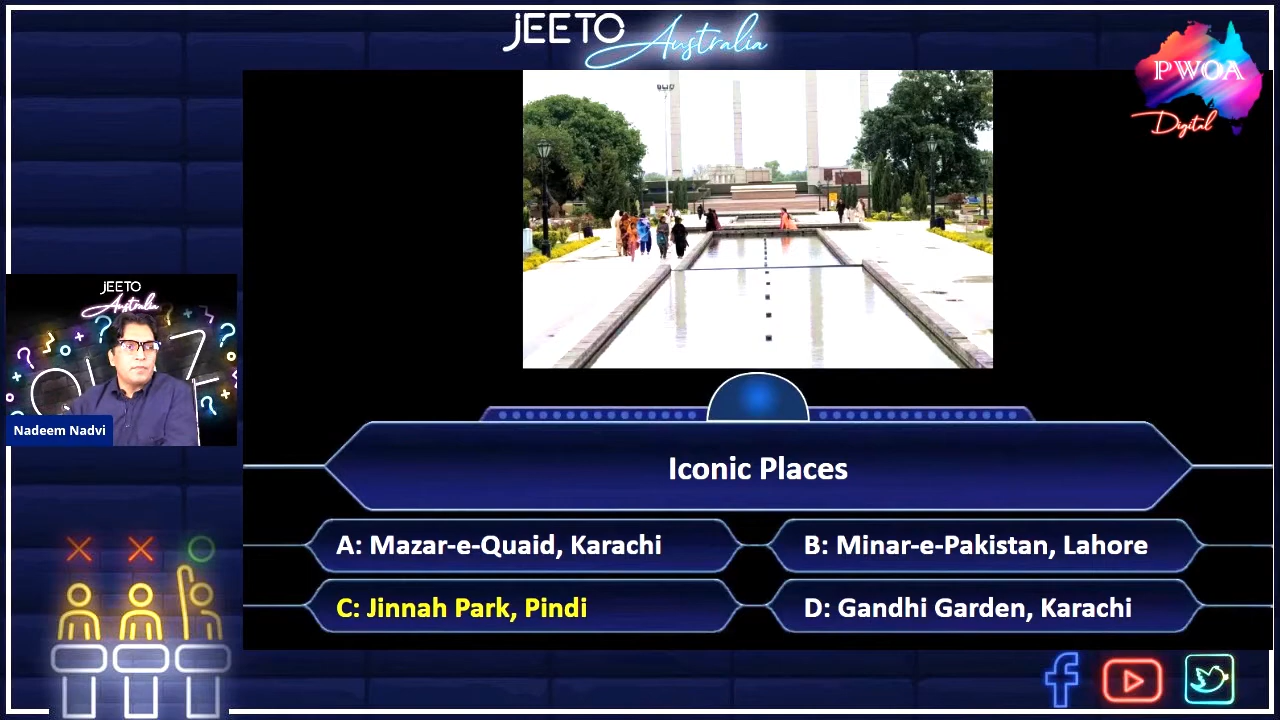 JEETO
Australia
PWOA
Digital
JEETO
Australia
QUIZ
Nadeem Nadvi
Iconic Places
A: Mazar-e-Quaid, Karachi
B: Minar-e-Pakistan, Lahore
C: Jinnah Park, Pindi
D: Gandhi Garden, Karachi